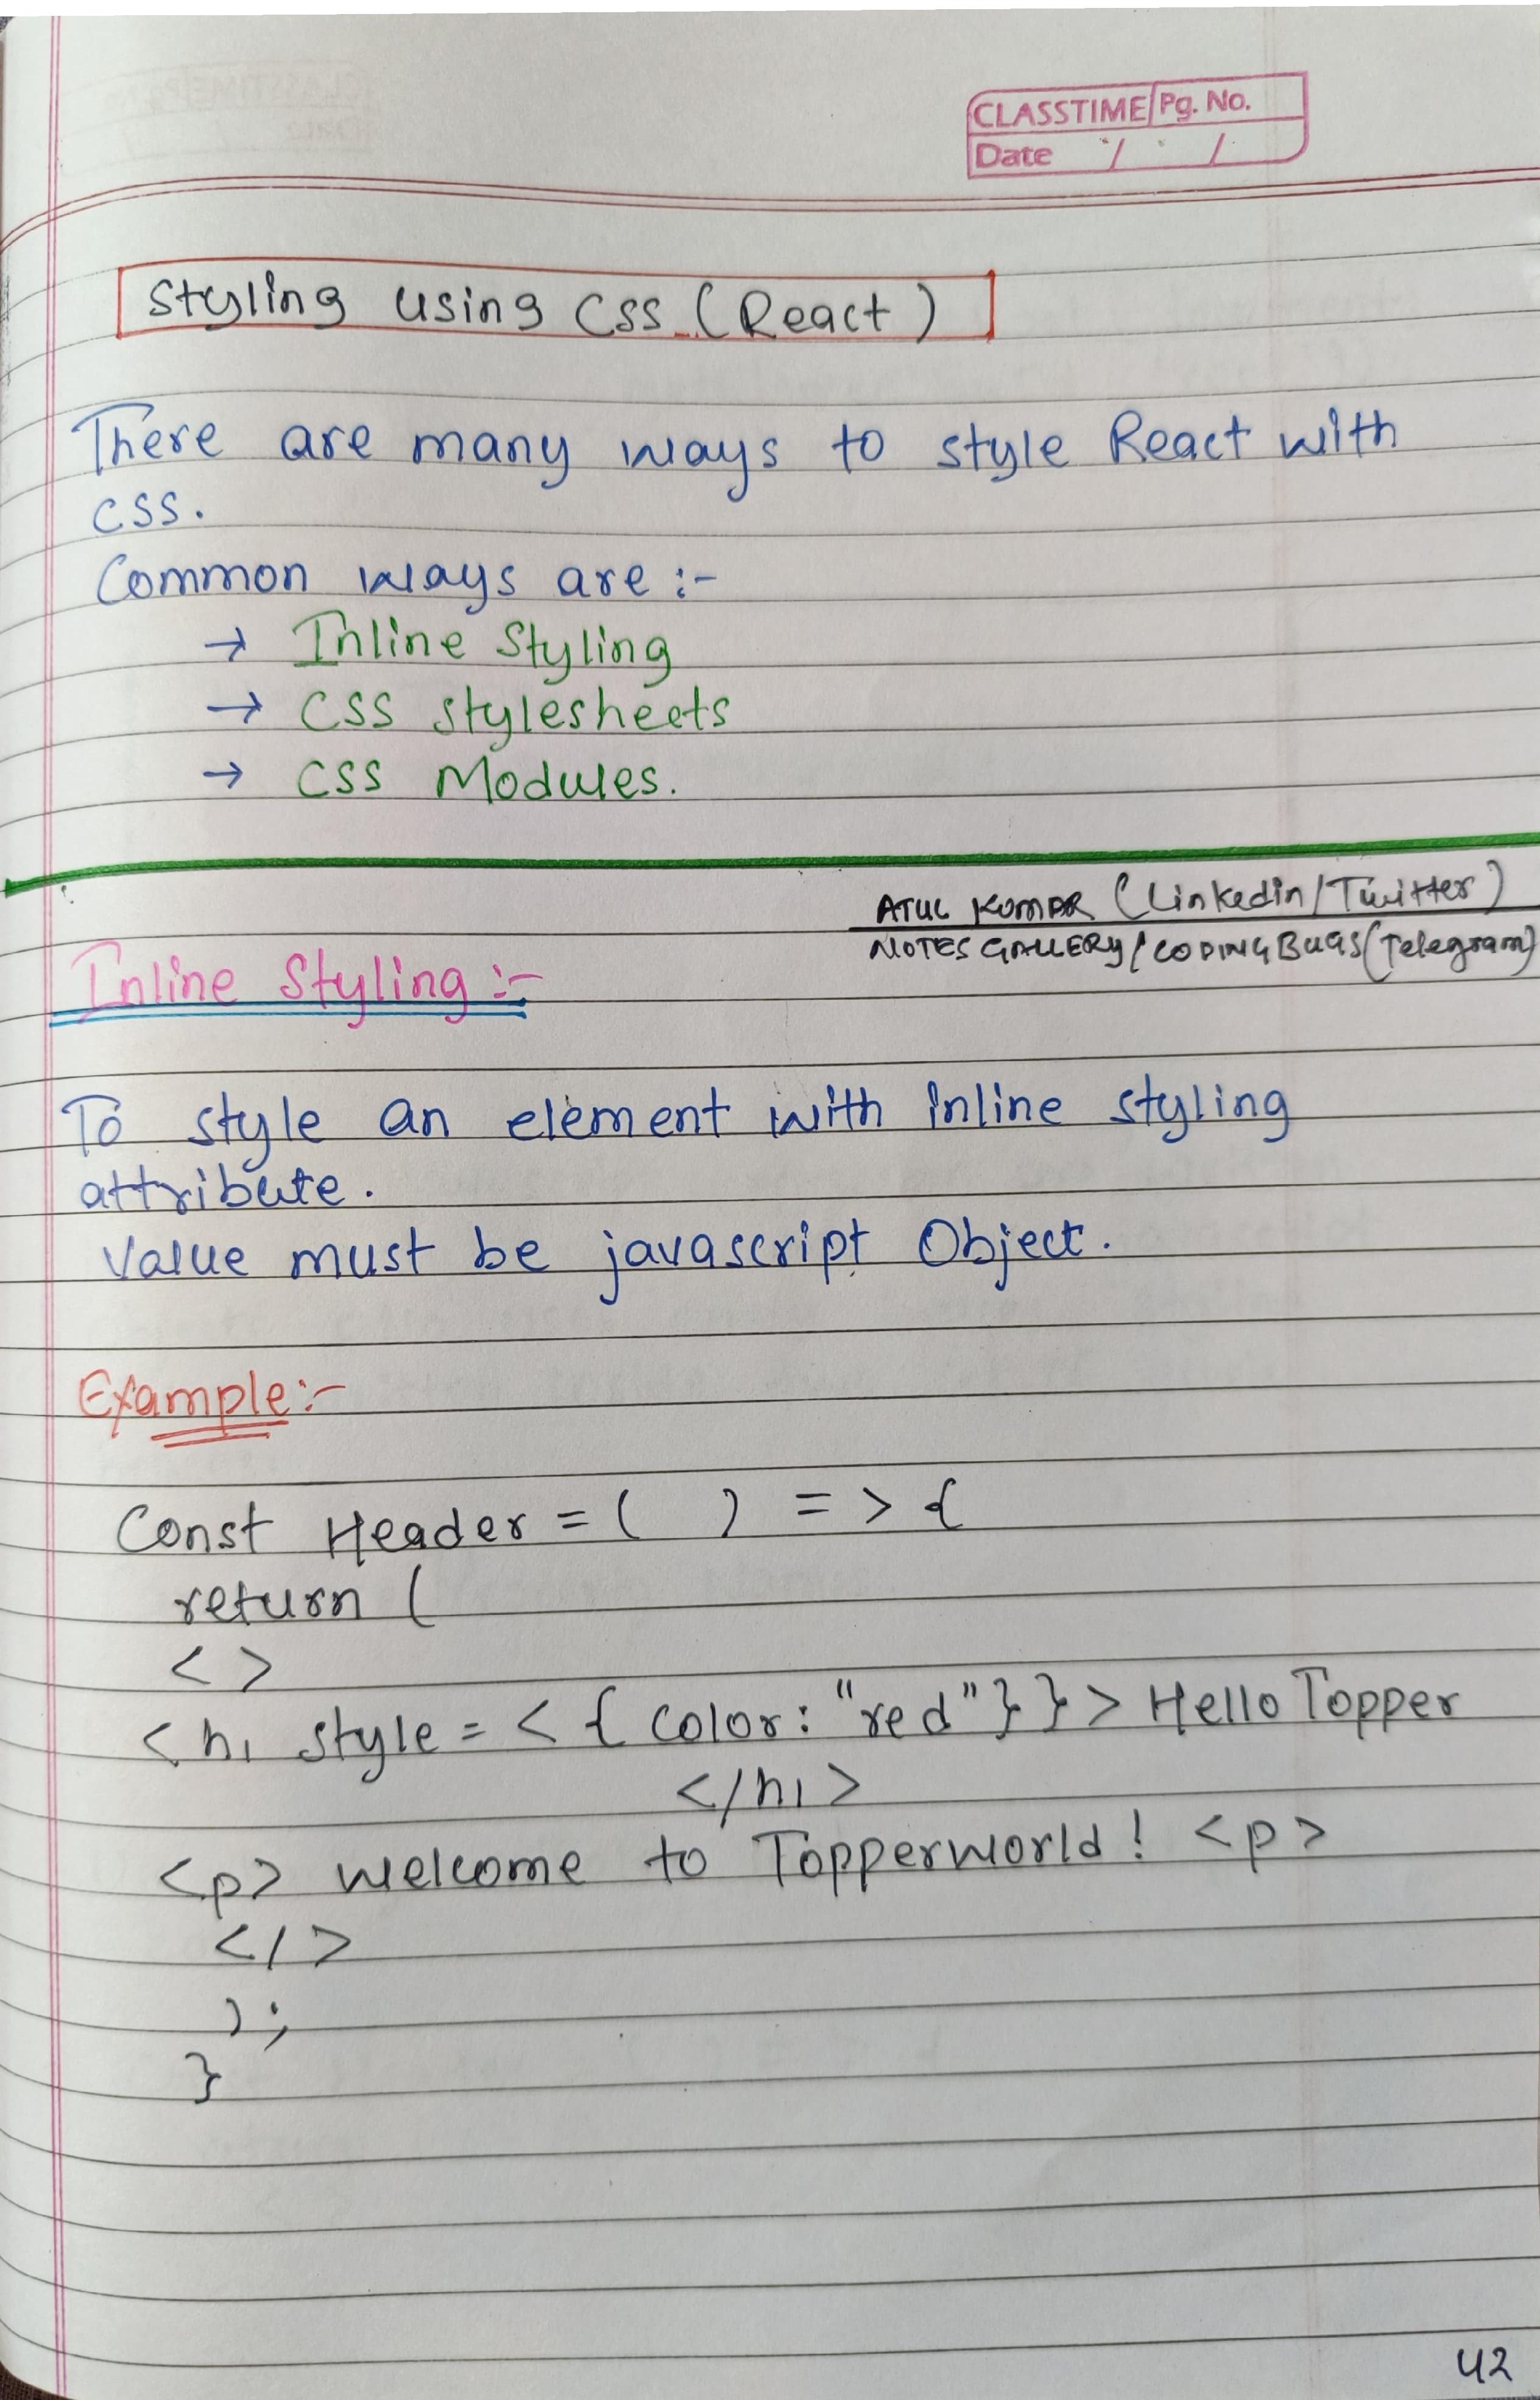 CLASSTIME Pg. No.
Date / /
Styling using CSS (React)
There are many ways to style React with
CSS.
Common ways are :-
→ Inline Styling
→ CSS stylesheets
→ CSS Modules.
ATUL KUMAR (Linkedin/Twitter)
NOTES GALLERY/CODING BUGS(Telegram)
Inline Styling :-
To style an element with inline styling
attribute.
Value must be javascript Object.
Example:-
Const Header = ( ) = > {
return (
< >
<h1 style = < { color: "red" } } > Hello Topper
</h1>
<p> welcome to Topperworld! <p>
</>
);
}
42